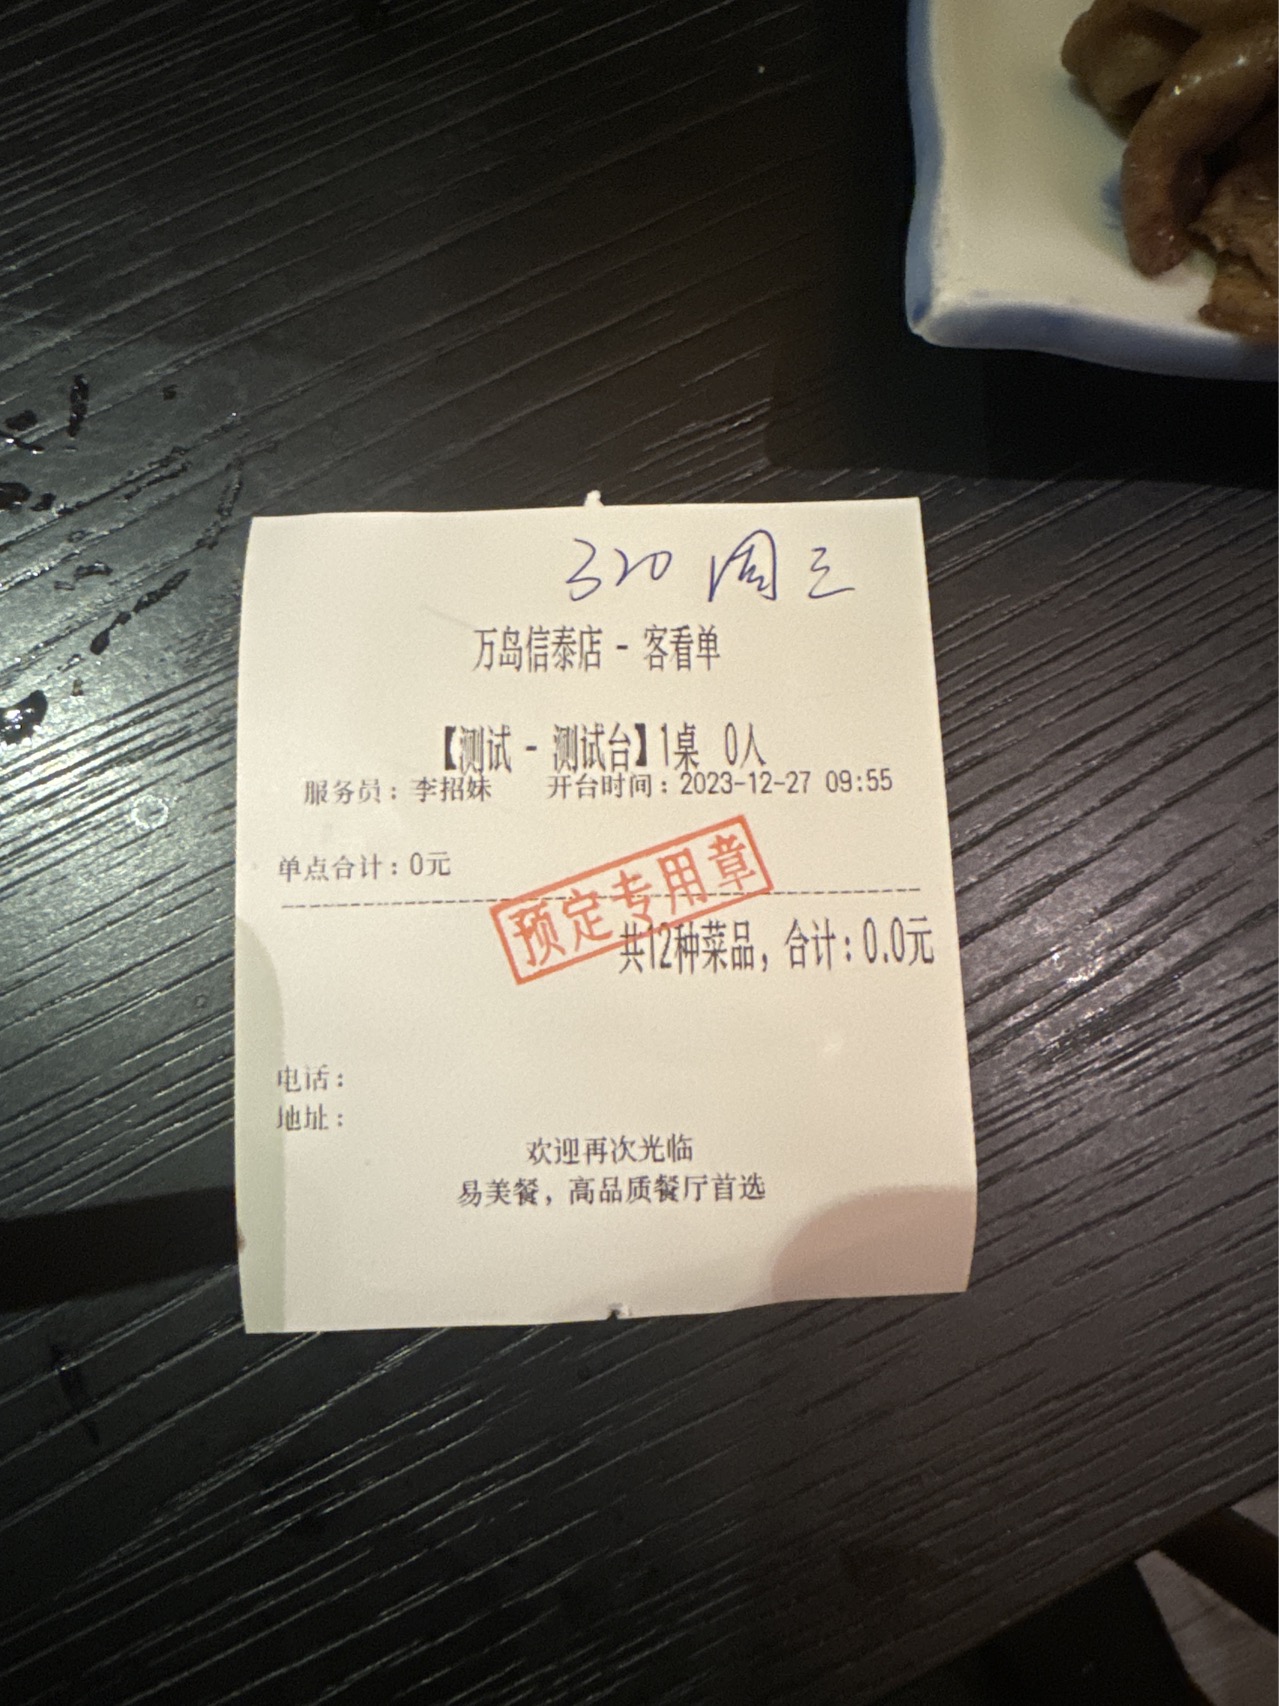 320 周三
万岛信泰店 - 客看单
【测试 - 测试台】1桌 0人
服务员：李招妹 开台时间：2023-12-27 09:55
单点合计：0元
预定专用章
共12种菜品，合计：0.0元
电话：
地址：
欢迎再次光临
易美餐，高品质餐厅首选